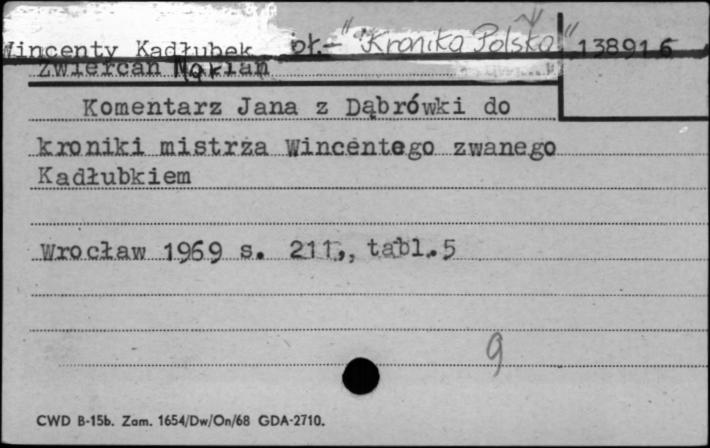 Wincenty Kadłubek bł.- "Kronika Polska" 138916
Zwiercan Marian
Komentarz Jana z Dąbrówki do
kroniki mistrza Wincentego zwanego
Kadłubkiem
Wrocław 1969 s. 211,, tabl.5
9
CWD B-15b. Zam. 1654/Dw/On/68 GDA-2710.